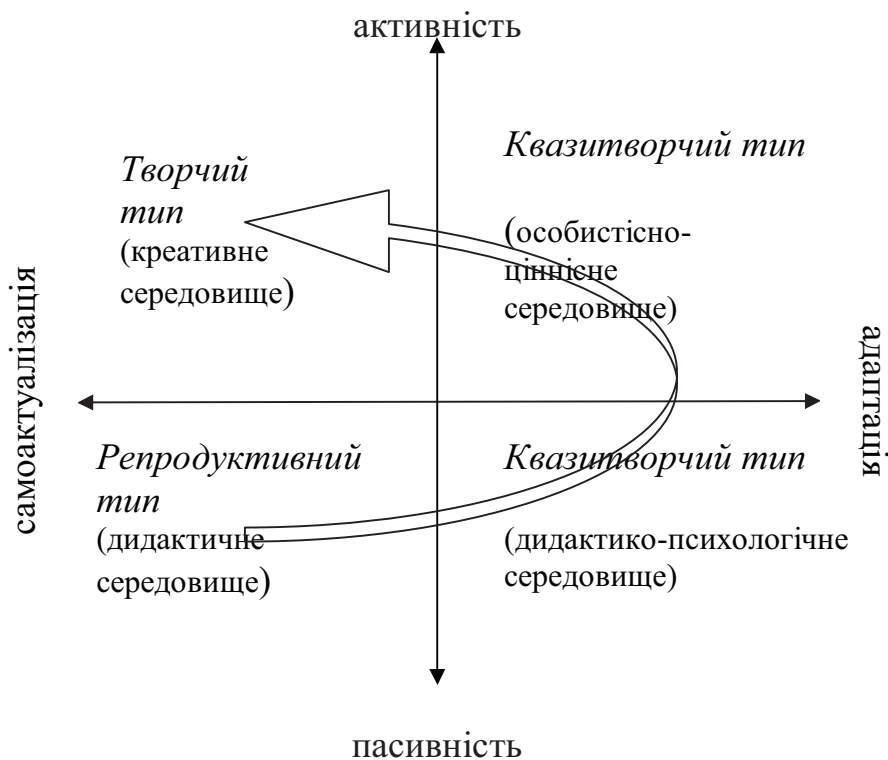 активність
Творчий
тип
(креативне
середовище)
Квазитворчий тип
(особистісно-
ціннісне
середовище)
самоактуалізація
адаптація
Репродуктивний
тип
(дидактичне
середовище)
Квазитворчий тип
(дидактико-психологічне
середовище)
пасивність